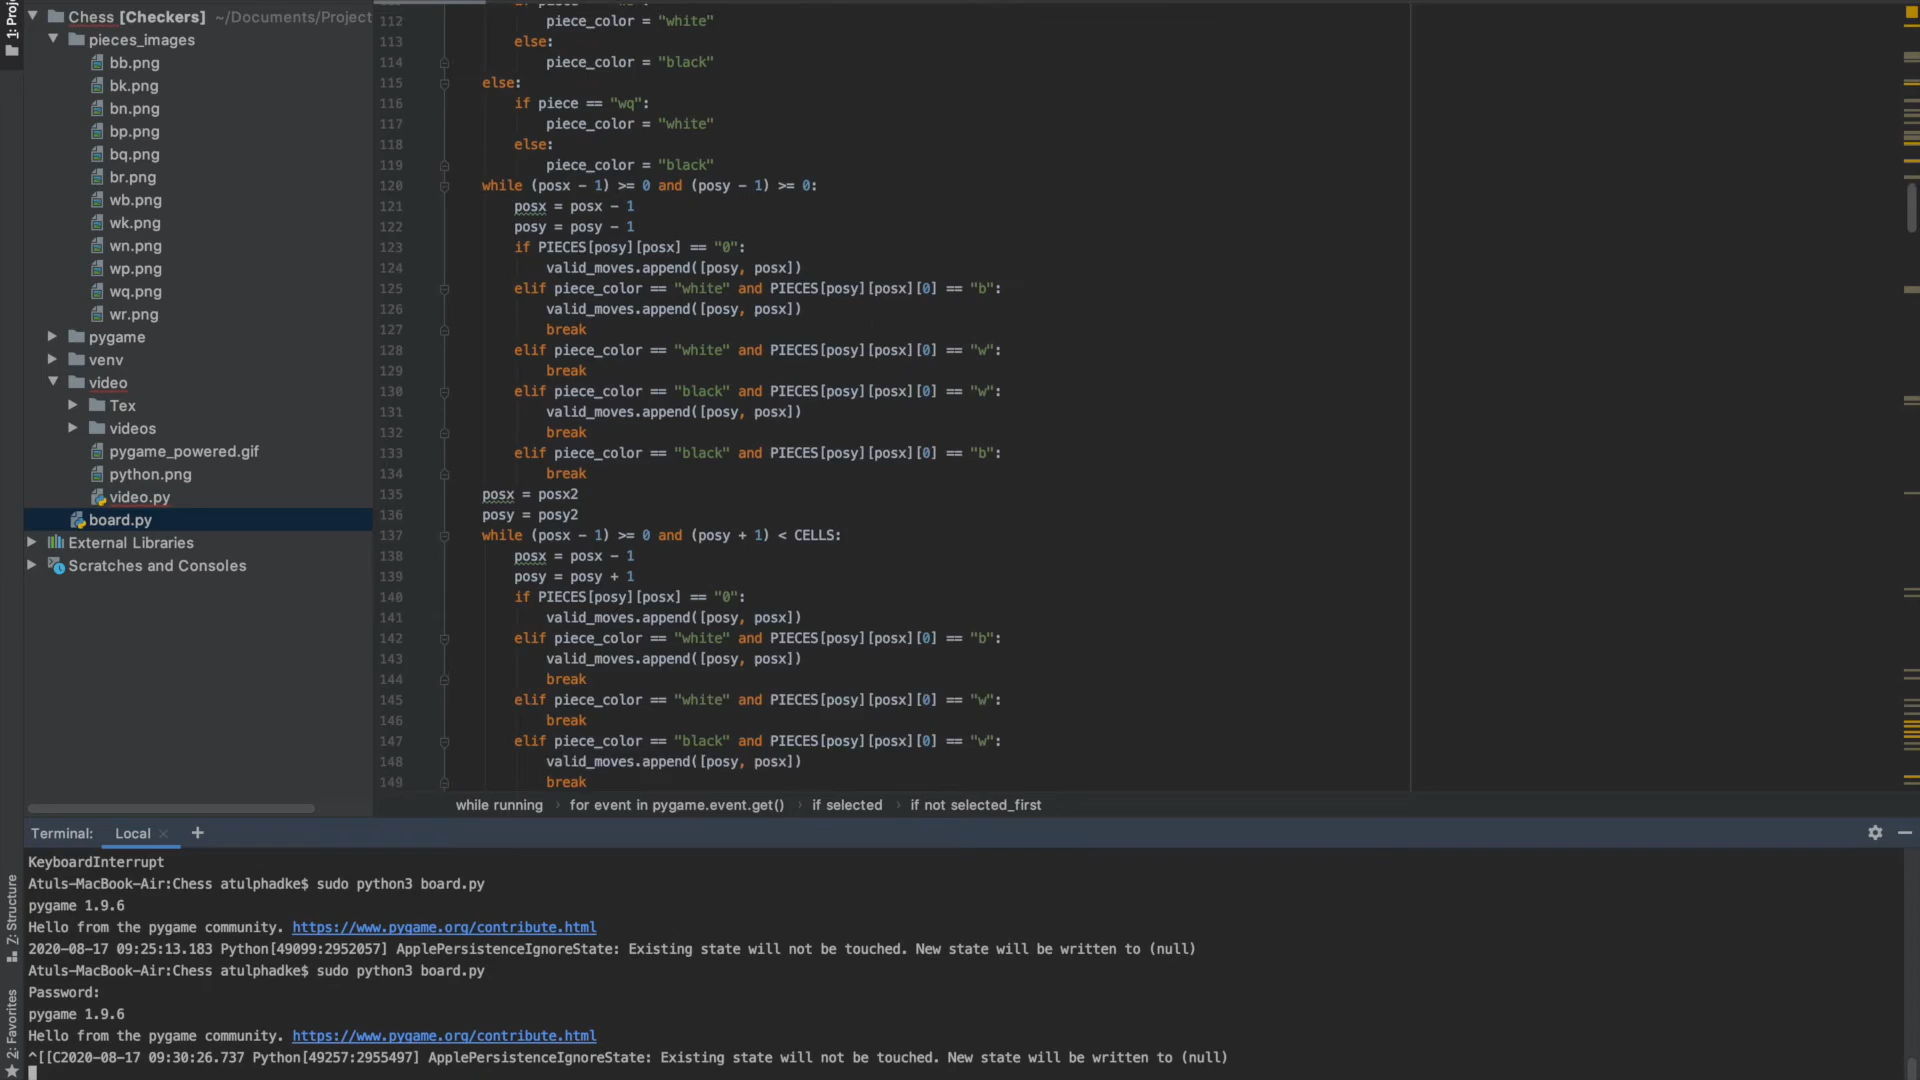 1: Proj
Chess [Checkers] ~/Documents/Project
pieces_images
bb.png
bk.png
bn.png
bp.png
bq.png
br.png
wb.png
wk.png
wn.png
wp.png
wq.png
wr.png
pygame
venv
video
Tex
videos
pygame_powered.gif
python.png
video.py
board.py
External Libraries
Scratches and Consoles
112 piece_color = "white"
113 else:
114 piece_color = "black"
115 else:
116 if piece == "wq":
117 piece_color = "white"
118 else:
119 piece_color = "black"
120 while (posx - 1) >= 0 and (posy - 1) >= 0:
121 posx = posx - 1
122 posy = posy - 1
123 if PIECES[posy][posx] == "0":
124 valid_moves.append([posy, posx])
125 elif piece_color == "white" and PIECES[posy][posx][0] == "b":
126 valid_moves.append([posy, posx])
127 break
128 elif piece_color == "white" and PIECES[posy][posx][0] == "w":
129 break
130 elif piece_color == "black" and PIECES[posy][posx][0] == "w":
131 valid_moves.append([posy, posx])
132 break
133 elif piece_color == "black" and PIECES[posy][posx][0] == "b":
134 break
135 posx = posx2
136 posy = posy2
137 while (posx - 1) >= 0 and (posy + 1) < CELLS:
138 posx = posx - 1
139 posy = posy + 1
140 if PIECES[posy][posx] == "0":
141 valid_moves.append([posy, posx])
142 elif piece_color == "white" and PIECES[posy][posx][0] == "b":
143 valid_moves.append([posy, posx])
144 break
145 elif piece_color == "white" and PIECES[posy][posx][0] == "w":
146 break
147 elif piece_color == "black" and PIECES[posy][posx][0] == "w":
148 valid_moves.append([posy, posx])
149 break
while running › for event in pygame.event.get() › if selected › if not selected_first
Terminal: Local × +
KeyboardInterrupt
Atuls-MacBook-Air:Chess atulphadke$ sudo python3 board.py
pygame 1.9.6
Hello from the pygame community. https://www.pygame.org/contribute.html
2020-08-17 09:25:13.183 Python[49099:2952057] ApplePersistenceIgnoreState: Existing state will not be touched. New state will be written to (null)
Atuls-MacBook-Air:Chess atulphadke$ sudo python3 board.py
Password:
pygame 1.9.6
Hello from the pygame community. https://www.pygame.org/contribute.html
^[[C2020-08-17 09:30:26.737 Python[49257:2955497] ApplePersistenceIgnoreState: Existing state will not be touched. New state will be written to (null)
Z: Structure
2: Favorites